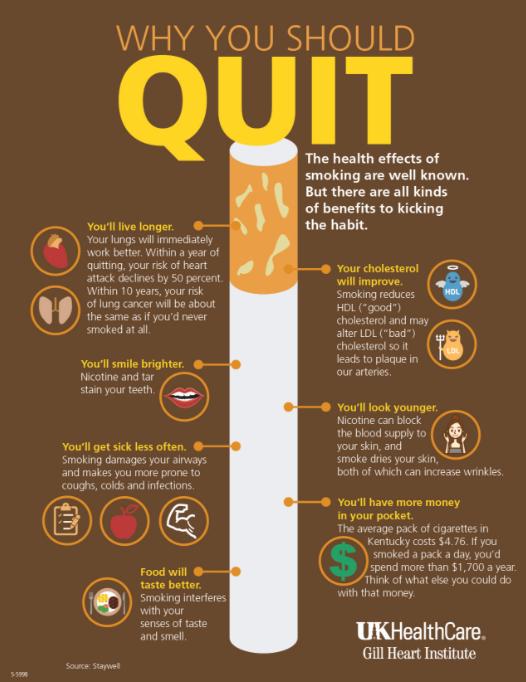 WHY YOU SHOULD
QUIT
The health effects of
smoking are well known.
But there are all kinds
of benefits to kicking
the habit.
You'll live longer.
Your lungs will immediately
work better. Within a year of
quitting, your risk of heart
attack declines by 50 percent.
Within 10 years, your risk
of lung cancer will be about
the same as if you'd never
smoked at all.
Your cholesterol
will improve.
Smoking reduces
HDL ("good")
cholesterol and may
alter LDL ("bad")
cholesterol so it
leads to plaque in
our arteries.
HDL
LDL
You'll smile brighter.
Nicotine and tar
stain your teeth.
You'll look younger.
Nicotine can block
the blood supply to
your skin, and
smoke dries your skin,
both of which can increase wrinkles.
You'll get sick less often.
Smoking damages your airways
and makes you more prone to
coughs, colds and infections.
You'll have more money
in your pocket.
The average pack of cigarettes in
Kentucky costs $4.76. If you
smoked a pack a day, you'd
spend more than $1,700 a year.
Think of what else you could do
with that money.
$
Food will
taste better.
Smoking interferes
with your
senses of taste
and smell.
UKHealthCare®
Gill Heart Institute
Source: Staywell